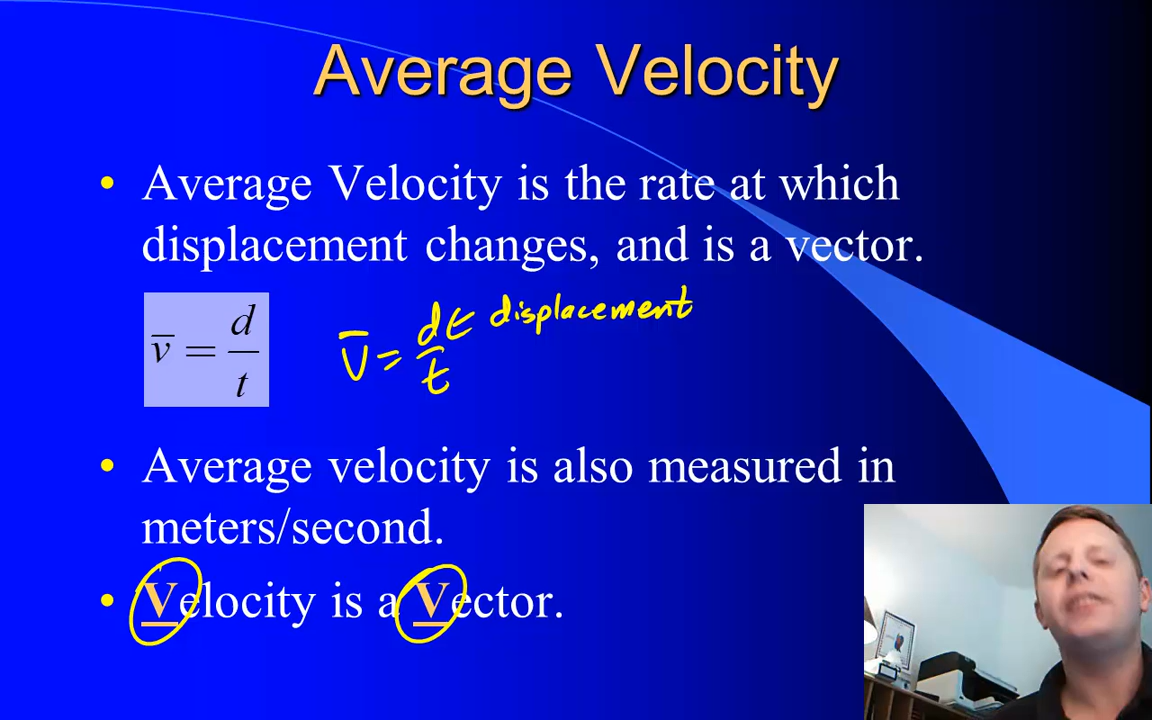 Average Velocity
• Average Velocity is the rate at which
displacement changes, and is a vector.
v̅ = d/t
V̅ = d/t ← displacement
• Average velocity is also measured in
meters/second.
• Velocity is a Vector.